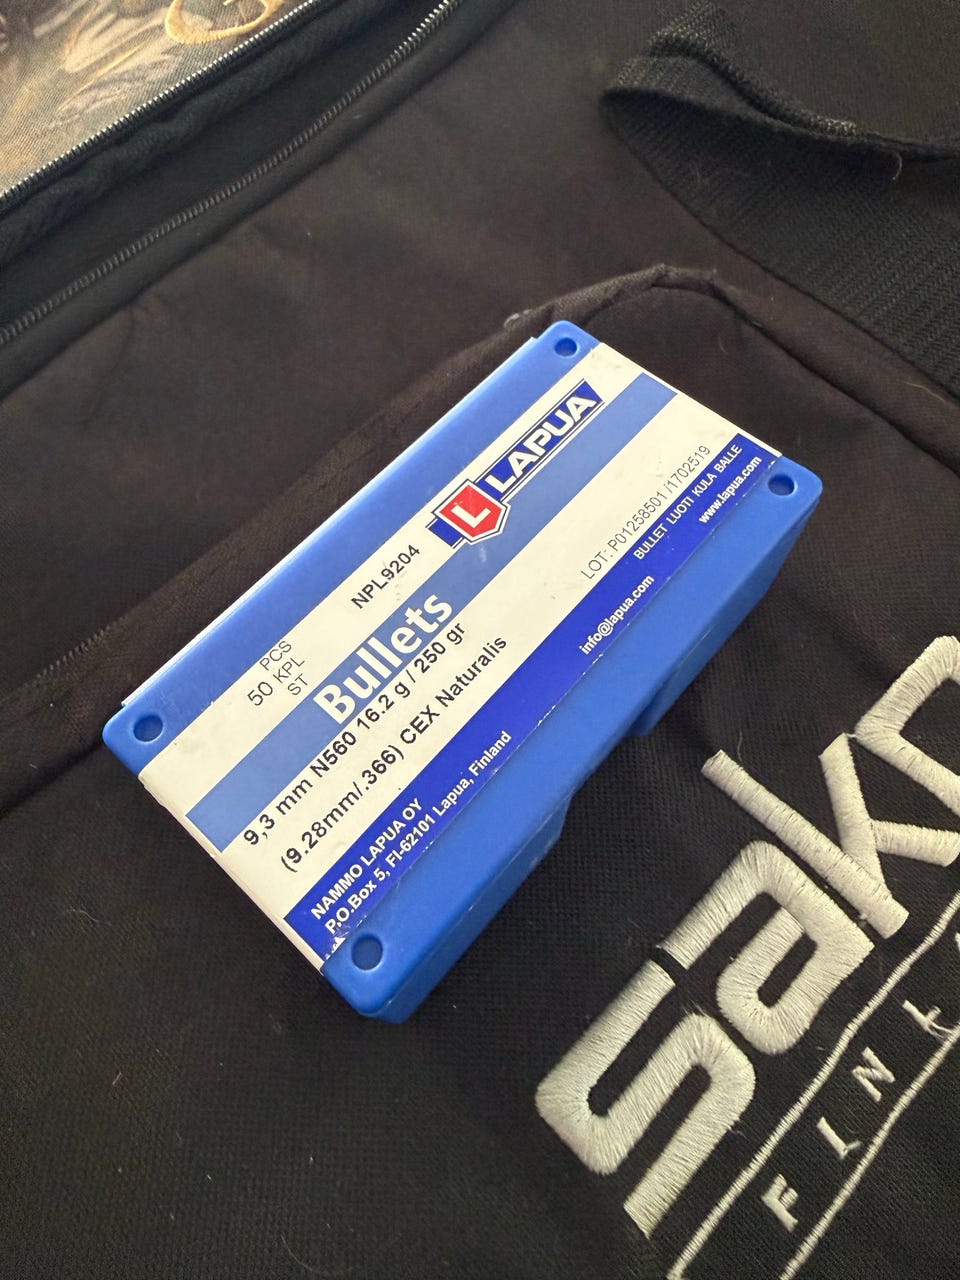 LAPUA
L
NPL9204
50 PCS
KPL
ST
Bullets
9,3 mm N560 16.2 g / 250 gr
(9.28mm/.366) CEX Naturalis
LOT: P01258501 /1702519
NAMMO LAPUA OY
P.O.Box 5, FI-62101 Lapua, Finland
info@lapua.com
BULLET LUOTI KULA BALLE
www.lapua.com
sako